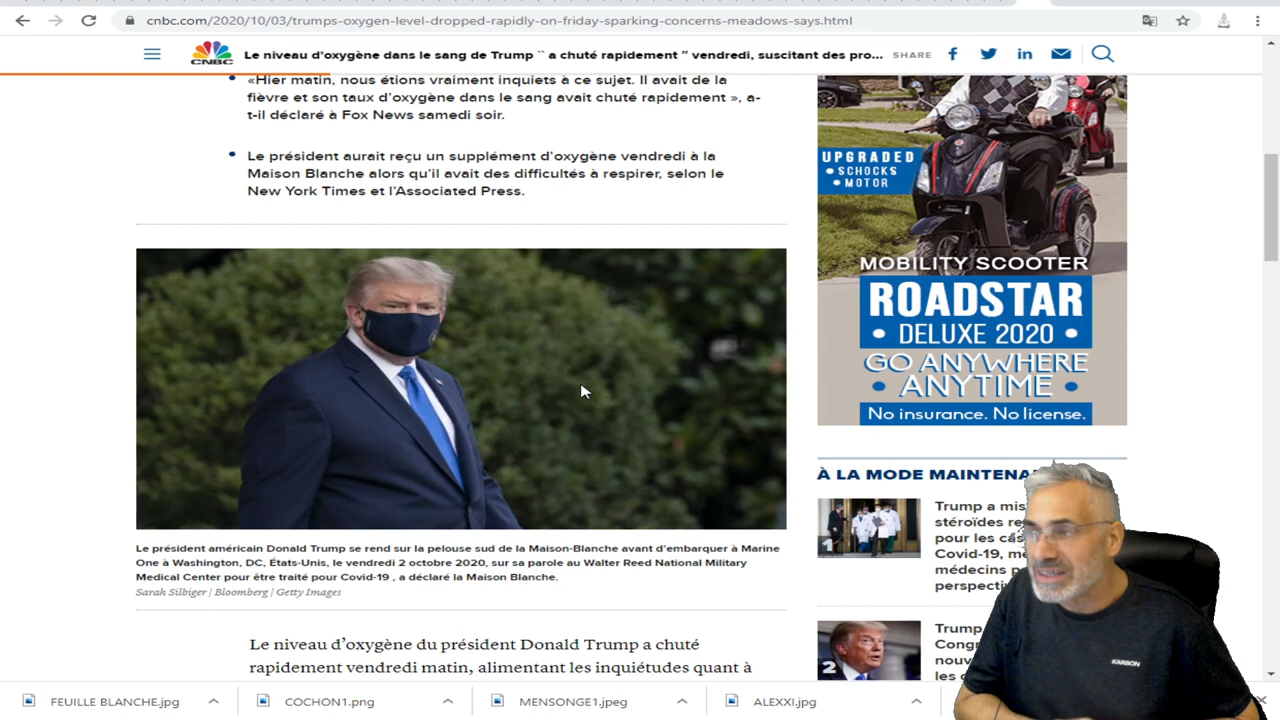 cnbc.com/2020/10/03/trumps-oxygen-level-dropped-rapidly-on-friday-sparking-concerns-meadows-says.html
CNBC
Le niveau d'oxygène dans le sang de Trump `` a chuté rapidement " vendredi, suscitant des pro...
SHARE
«Hier matin, nous étions vraiment inquiets à ce sujet. Il avait de la
fièvre et son taux d'oxygène dans le sang avait chuté rapidement », a-
t-il déclaré à Fox News samedi soir.
Le président aurait reçu un supplément d'oxygène vendredi à la
Maison Blanche alors qu'il avait des difficultés à respirer, selon le
New York Times et l'Associated Press.
Le président américain Donald Trump se rend sur la pelouse sud de la Maison-Blanche avant d'embarquer à Marine
One à Washington, DC, États-Unis, le vendredi 2 octobre 2020, sur sa parole au Walter Reed National Military
Medical Center pour être traité pour Covid-19 , a déclaré la Maison Blanche.
Sarah Silbiger | Bloomberg | Getty Images
Le niveau d'oxygène du président Donald Trump a chuté
rapidement vendredi matin, alimentant les inquiétudes quant à
UPGRADED
• SCHOCKS
• MOTOR
MOBILITY SCOOTER
ROADSTAR
• DELUXE 2020 •
GO ANYWHERE
• ANYTIME •
No insurance. No license.
À LA MODE
1
Trump a mis
stéroïdes
pour les
Covid-19,
médecins
2
Trump
KARBON
FEUILLE BLANCHE.jpg
COCHON1.png
MENSONGE1.jpeg
ALEXXI.jpg